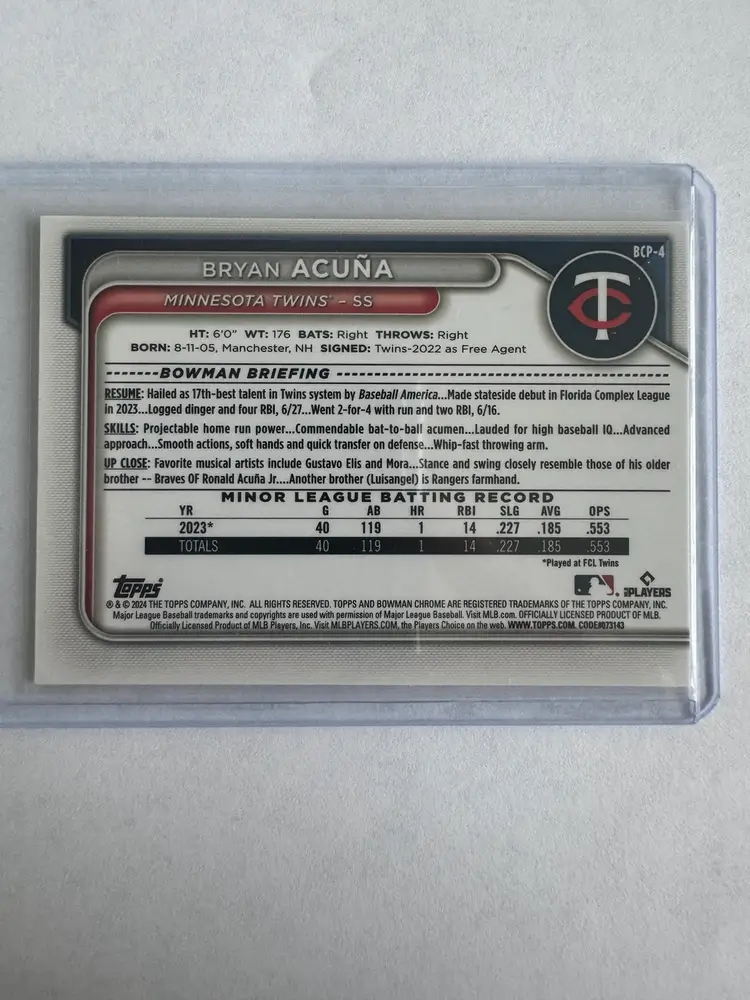 BCP-4
BRYAN ACUÑA
MINNESOTA TWINS™ – SS
TC
HT: 6'0" WT: 176 BATS: Right THROWS: Right
BORN: 8-11-05, Manchester, NH SIGNED: Twins-2022 as Free Agent
BOWMAN BRIEFING
RESUME: Hailed as 17th-best talent in Twins system by Baseball America...Made stateside debut in Florida Complex League
in 2023...Logged dinger and four RBI, 6/27...Went 2-for-4 with run and two RBI, 6/16.
SKILLS: Projectable home run power...Commendable bat-to-ball acumen...Lauded for high baseball IQ...Advanced
approach...Smooth actions, soft hands and quick transfer on defense...Whip-fast throwing arm.
UP CLOSE: Favorite musical artists include Gustavo Elis and Mora...Stance and swing closely resemble those of his older
brother -- Braves OF Ronald Acuña Jr....Another brother (Luisangel) is Rangers farmhand.
MINOR LEAGUE BATTING RECORD
YR G AB HR RBI SLG AVG OPS
2023* 40 119 1 14 .227 .185 .553
TOTALS 40 119 1 14 .227 .185 .553
*Played at FCL Twins
topps
PLAYERS
® & © 2024 THE TOPPS COMPANY, INC. ALL RIGHTS RESERVED. TOPPS AND BOWMAN CHROME ARE REGISTERED TRADEMARKS OF THE TOPPS COMPANY, INC.
Major League Baseball trademarks and copyrights are used with permission of Major League Baseball. Visit MLB.com. OFFICIALLY LICENSED PRODUCT OF MLB.
Officially Licensed Product of MLB Players, Inc. Visit MLBPLAYERS.COM, the Players Choice on the web. WWW.TOPPS.COM. CODE#073143